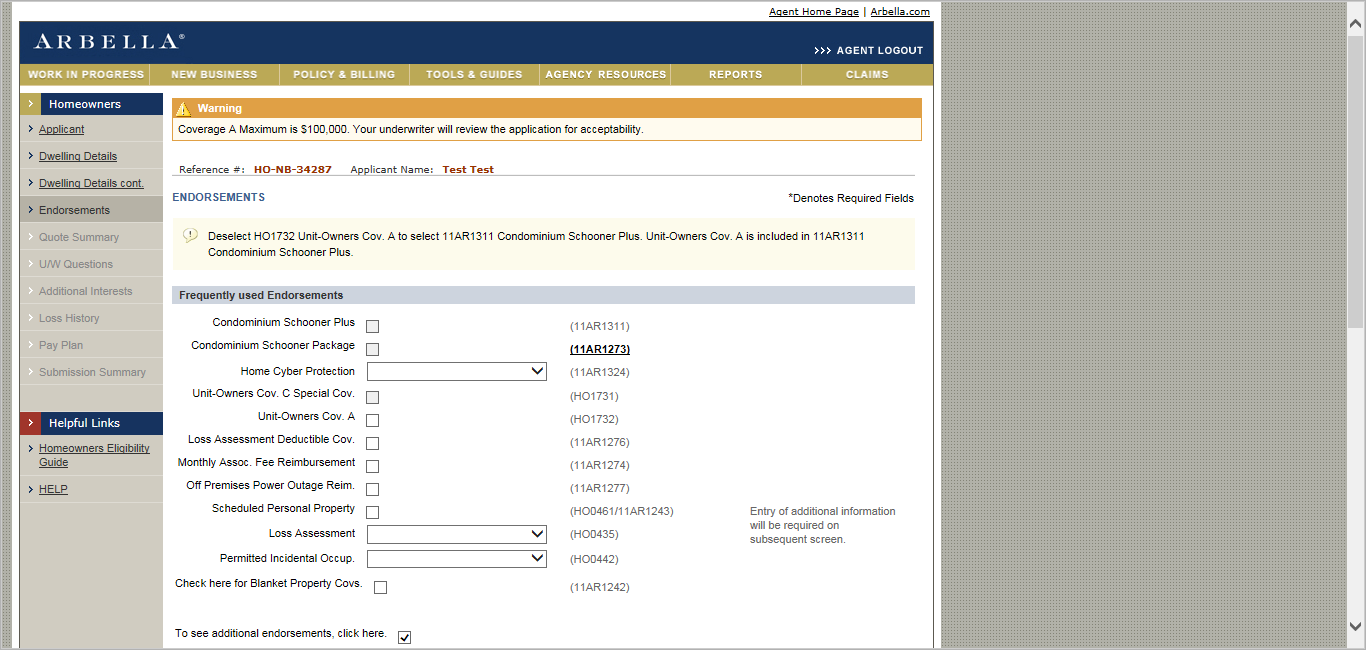 Agent Home Page | Arbella.com
ARBELLA®
>>> AGENT LOGOUT
WORK IN PROGRESS NEW BUSINESS POLICY & BILLING TOOLS & GUIDES AGENCY RESOURCES REPORTS CLAIMS
Homeowners
Applicant
Dwelling Details
Dwelling Details cont.
Endorsements
Quote Summary
U/W Questions
Additional Interests
Loss History
Pay Plan
Submission Summary
Helpful Links
Homeowners Eligibility
Guide
HELP
Warning
Coverage A Maximum is $100,000. Your underwriter will review the application for acceptability.
Reference #: HO-NB-34287 Applicant Name: Test Test
ENDORSEMENTS
*Denotes Required Fields
Deselect HO1732 Unit-Owners Cov. A to select 11AR1311 Condominium Schooner Plus. Unit-Owners Cov. A is included in 11AR1311
Condominium Schooner Plus.
Frequently used Endorsements
Condominium Schooner Plus (11AR1311)
Condominium Schooner Package (11AR1273)
Home Cyber Protection (11AR1324)
Unit-Owners Cov. C Special Cov. (HO1731)
Unit-Owners Cov. A (HO1732)
Loss Assessment Deductible Cov. (11AR1276)
Monthly Assoc. Fee Reimbursement (11AR1274)
Off Premises Power Outage Reim. (11AR1277)
Scheduled Personal Property (HO0461/11AR1243) Entry of additional information
will be required on
subsequent screen.
Loss Assessment (HO0435)
Permitted Incidental Occup. (HO0442)
Check here for Blanket Property Covs. (11AR1242)
To see additional endorsements, click here.